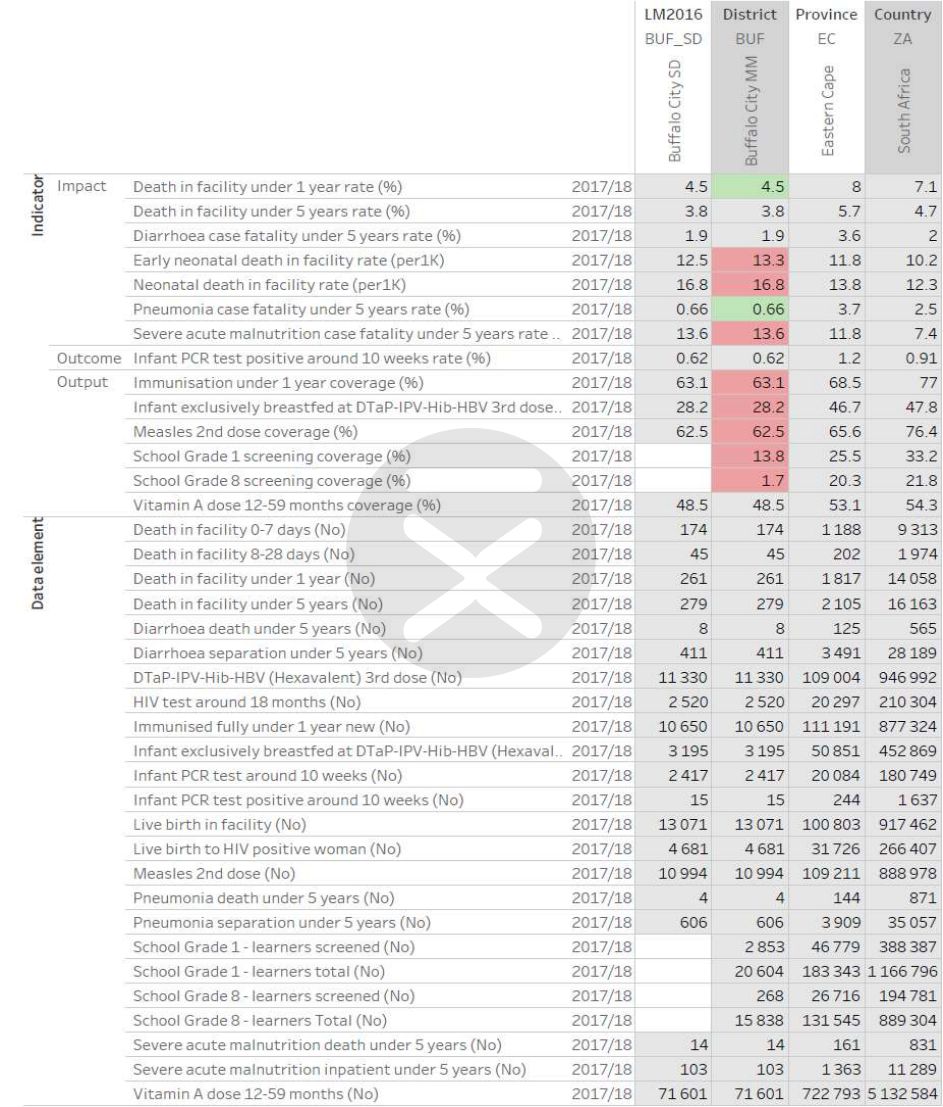 LM2016 District Province Country
BUF_SD BUF EC ZA
Buffalo City SD Buffalo City MM Eastern Cape South Africa
Indicator Impact Death in facility under 1 year rate (%) 2017/18 4.5 4.5 8 7.1
Death in facility under 5 years rate (%) 2017/18 3.8 3.8 5.7 4.7
Diarrhoea case fatality under 5 years rate (%) 2017/18 1.9 1.9 3.6 2
Early neonatal death in facility rate (per1K) 2017/18 12.5 13.3 11.8 10.2
Neonatal death in facility rate (per1K) 2017/18 16.8 16.8 13.8 12.3
Pneumonia case fatality under 5 years rate (%) 2017/18 0.66 0.66 3.7 2.5
Severe acute malnutrition case fatality under 5 years rate .. 2017/18 13.6 13.6 11.8 7.4
Outcome Infant PCR test positive around 10 weeks rate (%) 2017/18 0.62 0.62 1.2 0.91
Output Immunisation under 1 year coverage (%) 2017/18 63.1 63.1 68.5 77
Infant exclusively breastfed at DTaP-IPV-Hib-HBV 3rd dose.. 2017/18 28.2 28.2 46.7 47.8
Measles 2nd dose coverage (%) 2017/18 62.5 62.5 65.6 76.4
School Grade 1 screening coverage (%) 2017/18 13.8 25.5 33.2
School Grade 8 screening coverage (%) 2017/18 1.7 20.3 21.8
Vitamin A dose 12-59 months coverage (%) 2017/18 48.5 48.5 53.1 54.3
Data element Death in facility 0-7 days (No) 2017/18 174 174 1 188 9 313
Death in facility 8-28 days (No) 2017/18 45 45 202 1 974
Death in facility under 1 year (No) 2017/18 261 261 1 817 14 058
Death in facility under 5 years (No) 2017/18 279 279 2 105 16 163
Diarrhoea death under 5 years (No) 2017/18 8 8 125 565
Diarrhoea separation under 5 years (No) 2017/18 411 411 3 491 28 189
DTaP-IPV-Hib-HBV (Hexavalent) 3rd dose (No) 2017/18 11 330 11 330 109 004 946 992
HIV test around 18 months (No) 2017/18 2 520 2 520 20 297 210 304
Immunised fully under 1 year new (No) 2017/18 10 650 10 650 111 191 877 324
Infant exclusively breastfed at DTaP-IPV-Hib-HBV (Hexaval.. 2017/18 3 195 3 195 50 851 452 869
Infant PCR test around 10 weeks (No) 2017/18 2 417 2 417 20 084 180 749
Infant PCR test positive around 10 weeks (No) 2017/18 15 15 244 1 637
Live birth in facility (No) 2017/18 13 071 13 071 100 803 917 462
Live birth to HIV positive woman (No) 2017/18 4 681 4 681 31 726 266 407
Measles 2nd dose (No) 2017/18 10 994 10 994 109 211 888 978
Pneumonia death under 5 years (No) 2017/18 4 4 144 871
Pneumonia separation under 5 years (No) 2017/18 606 606 3 909 35 057
School Grade 1 - learners screened (No) 2017/18 2 853 46 779 388 387
School Grade 1 - learners total (No) 2017/18 20 604 183 343 1 166 796
School Grade 8 - learners screened (No) 2017/18 268 26 716 194 781
School Grade 8 - learners Total (No) 2017/18 15 838 131 545 889 304
Severe acute malnutrition death under 5 years (No) 2017/18 14 14 161 831
Severe acute malnutrition inpatient under 5 years (No) 2017/18 103 103 1 363 11 289
Vitamin A dose 12-59 months (No) 2017/18 71 601 71 601 722 793 5 132 584